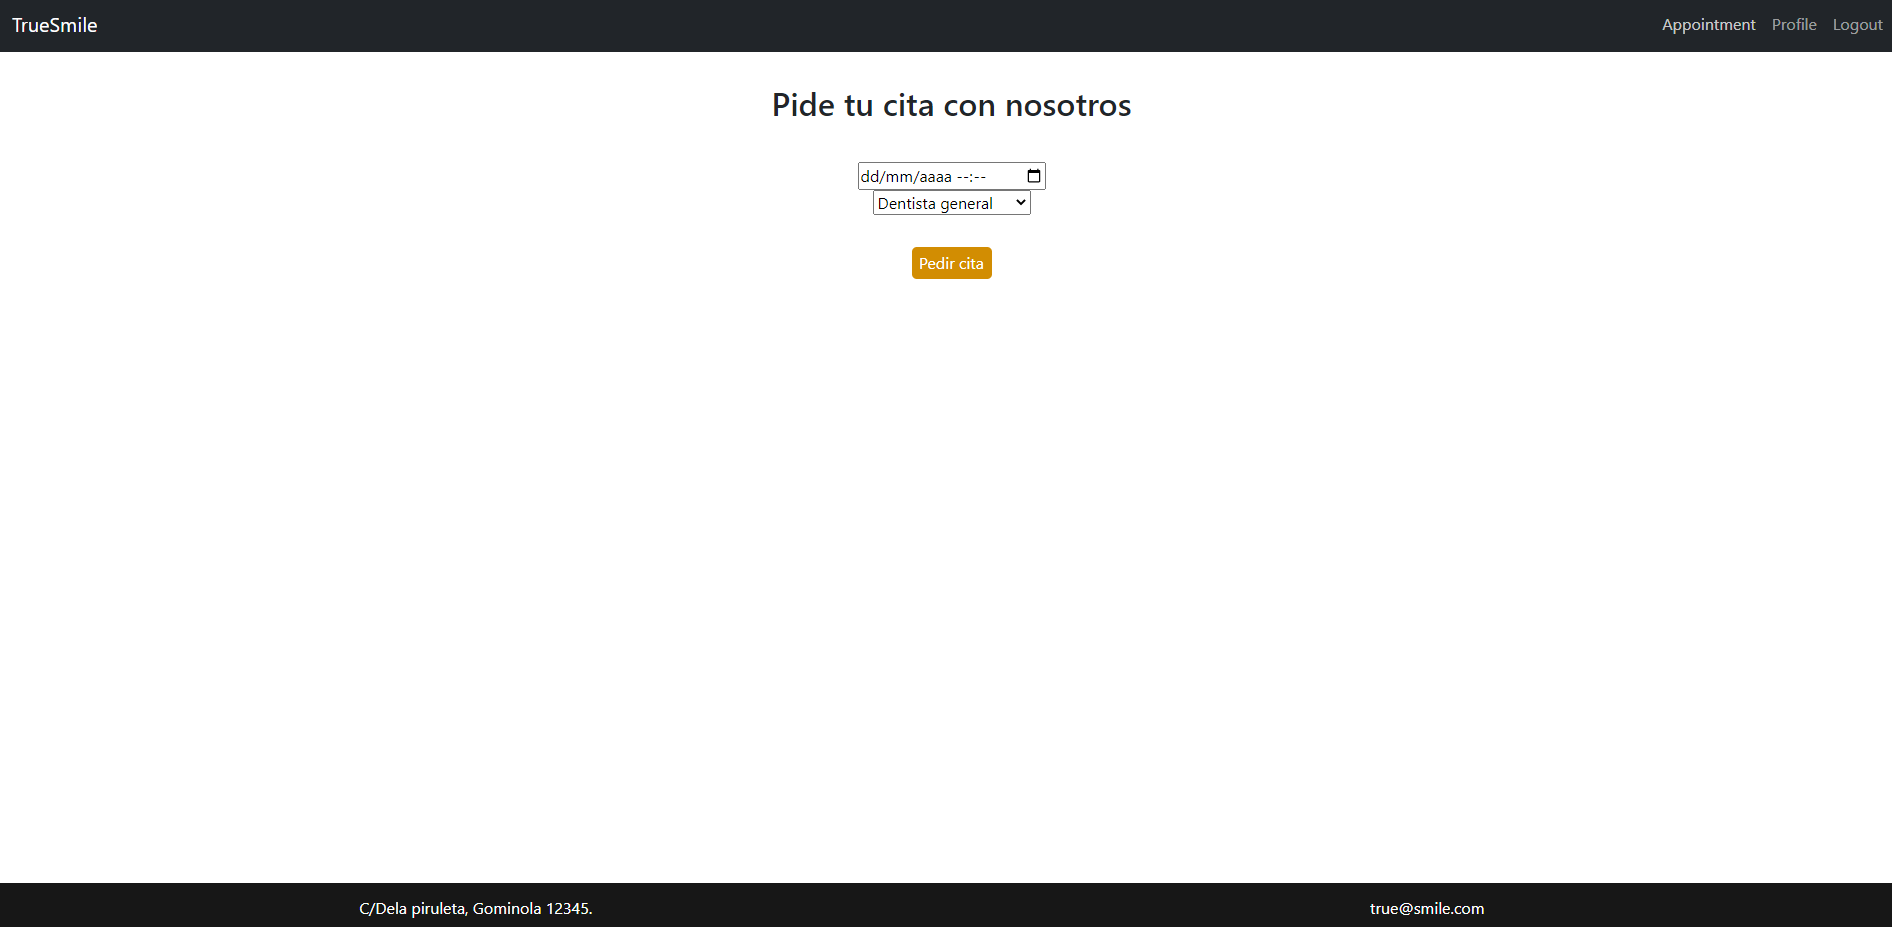 TrueSmile Appointment Profile Logout
Pide tu cita con nosotros
dd/mm/aaaa --:--
Dentista general
Pedir cita
C/Dela piruleta, Gominola 12345. true@smile.com